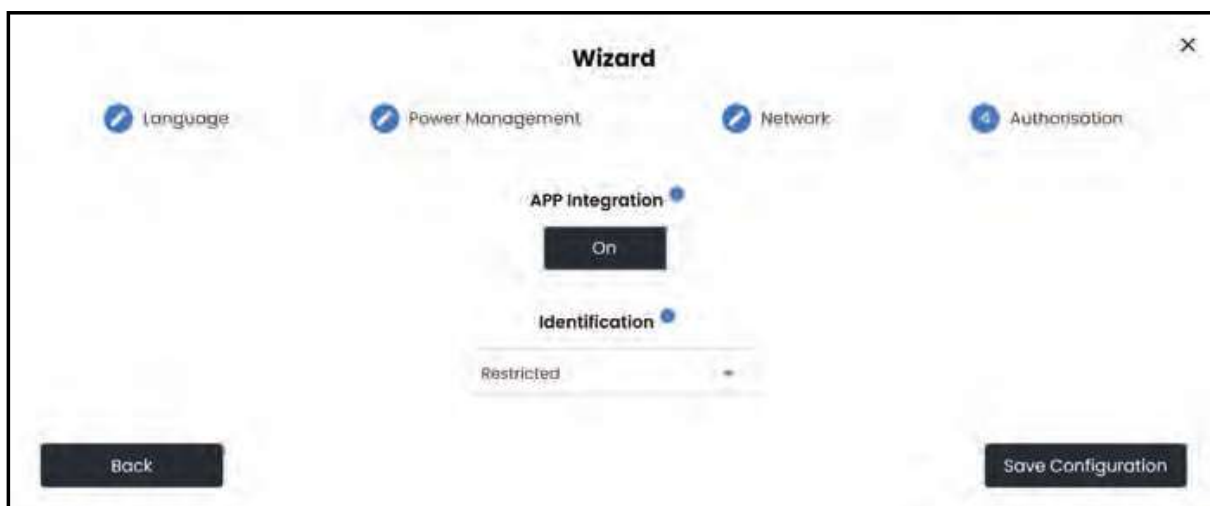 Wizard
×
Language Power Management Network 4 Authorisation
APP Integration
On
Identification
Restricted
Back Save Configuration